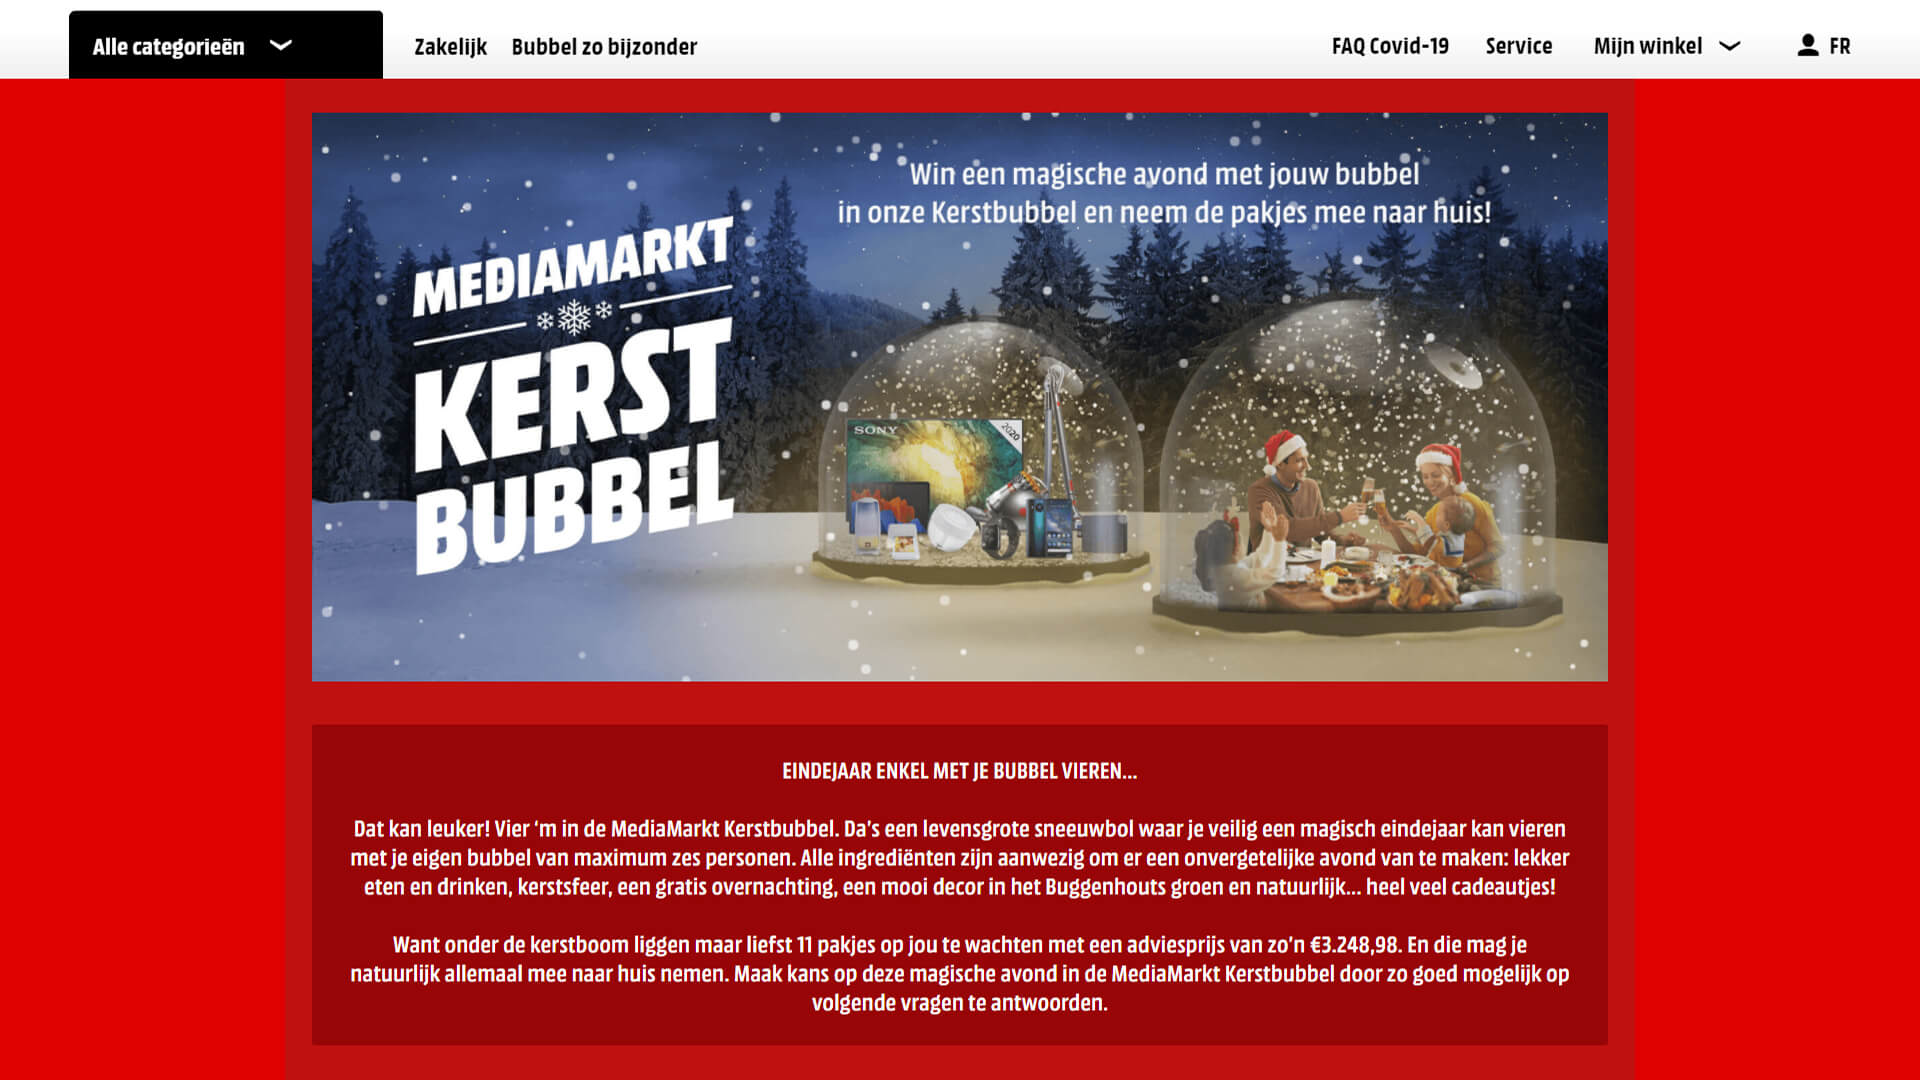 Alle categorieën
Zakelijk
Bubbel zo bijzonder
FAQ Covid-19
Service
Mijn winkel
FR
Win een magische avond met jouw bubbel
in onze Kerstbubbel en neem de pakjes mee naar huis!
MEDIAMARKT
KERST
BUBBEL
SONY
2020
EINDEJAAR ENKEL MET JE BUBBEL VIEREN...
Dat kan leuker! Vier ‘m in de MediaMarkt Kerstbubbel. Da’s een levensgrote sneeuwbol waar je veilig een magisch eindejaar kan vieren
met je eigen bubbel van maximum zes personen. Alle ingrediënten zijn aanwezig om er een onvergetelijke avond van te maken: lekker
eten en drinken, kerstsfeer, een gratis overnachting, een mooi decor in het Buggenhouts groen en natuurlijk... heel veel cadeautjes!
Want onder de kerstboom liggen maar liefst 11 pakjes op jou te wachten met een adviesprijs van zo’n €3.248,98. En die mag je
natuurlijk allemaal mee naar huis nemen. Maak kans op deze magische avond in de MediaMarkt Kerstbubbel door zo goed mogelijk op
volgende vragen te antwoorden.